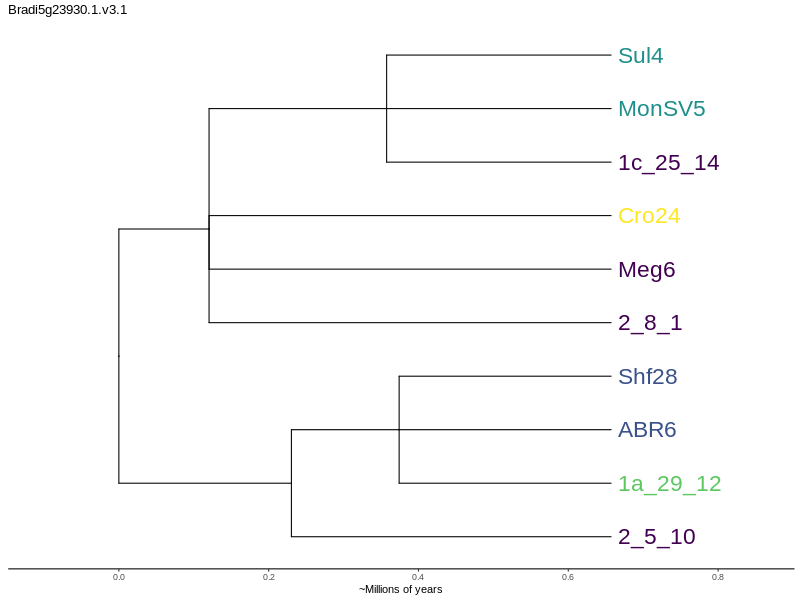 Bradi5g23930.1.v3.1
Sul4
MonSV5
1c_25_14
Cro24
Meg6
2_8_1
Shf28
ABR6
1a_29_12
2_5_10
0.0 0.2 0.4 0.6 0.8
~Millions of years